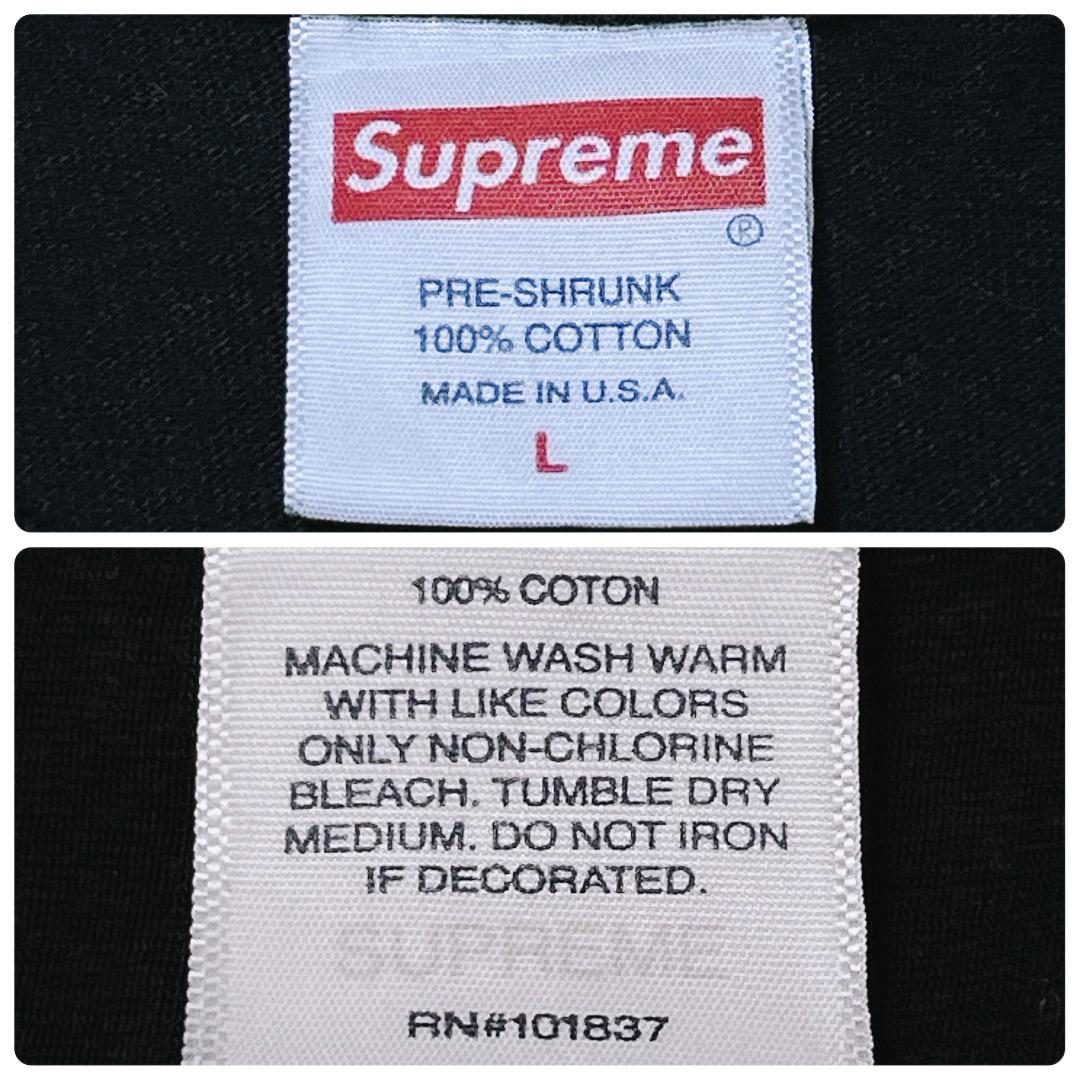 Supreme
®
PRE-SHRUNK
100% COTTON
MADE IN U.S.A.
L
100% COTON
MACHINE WASH WARM
WITH LIKE COLORS
ONLY NON-CHLORINE
BLEACH. TUMBLE DRY
MEDIUM. DO NOT IRON
IF DECORATED.
SUPREME
RN#101837